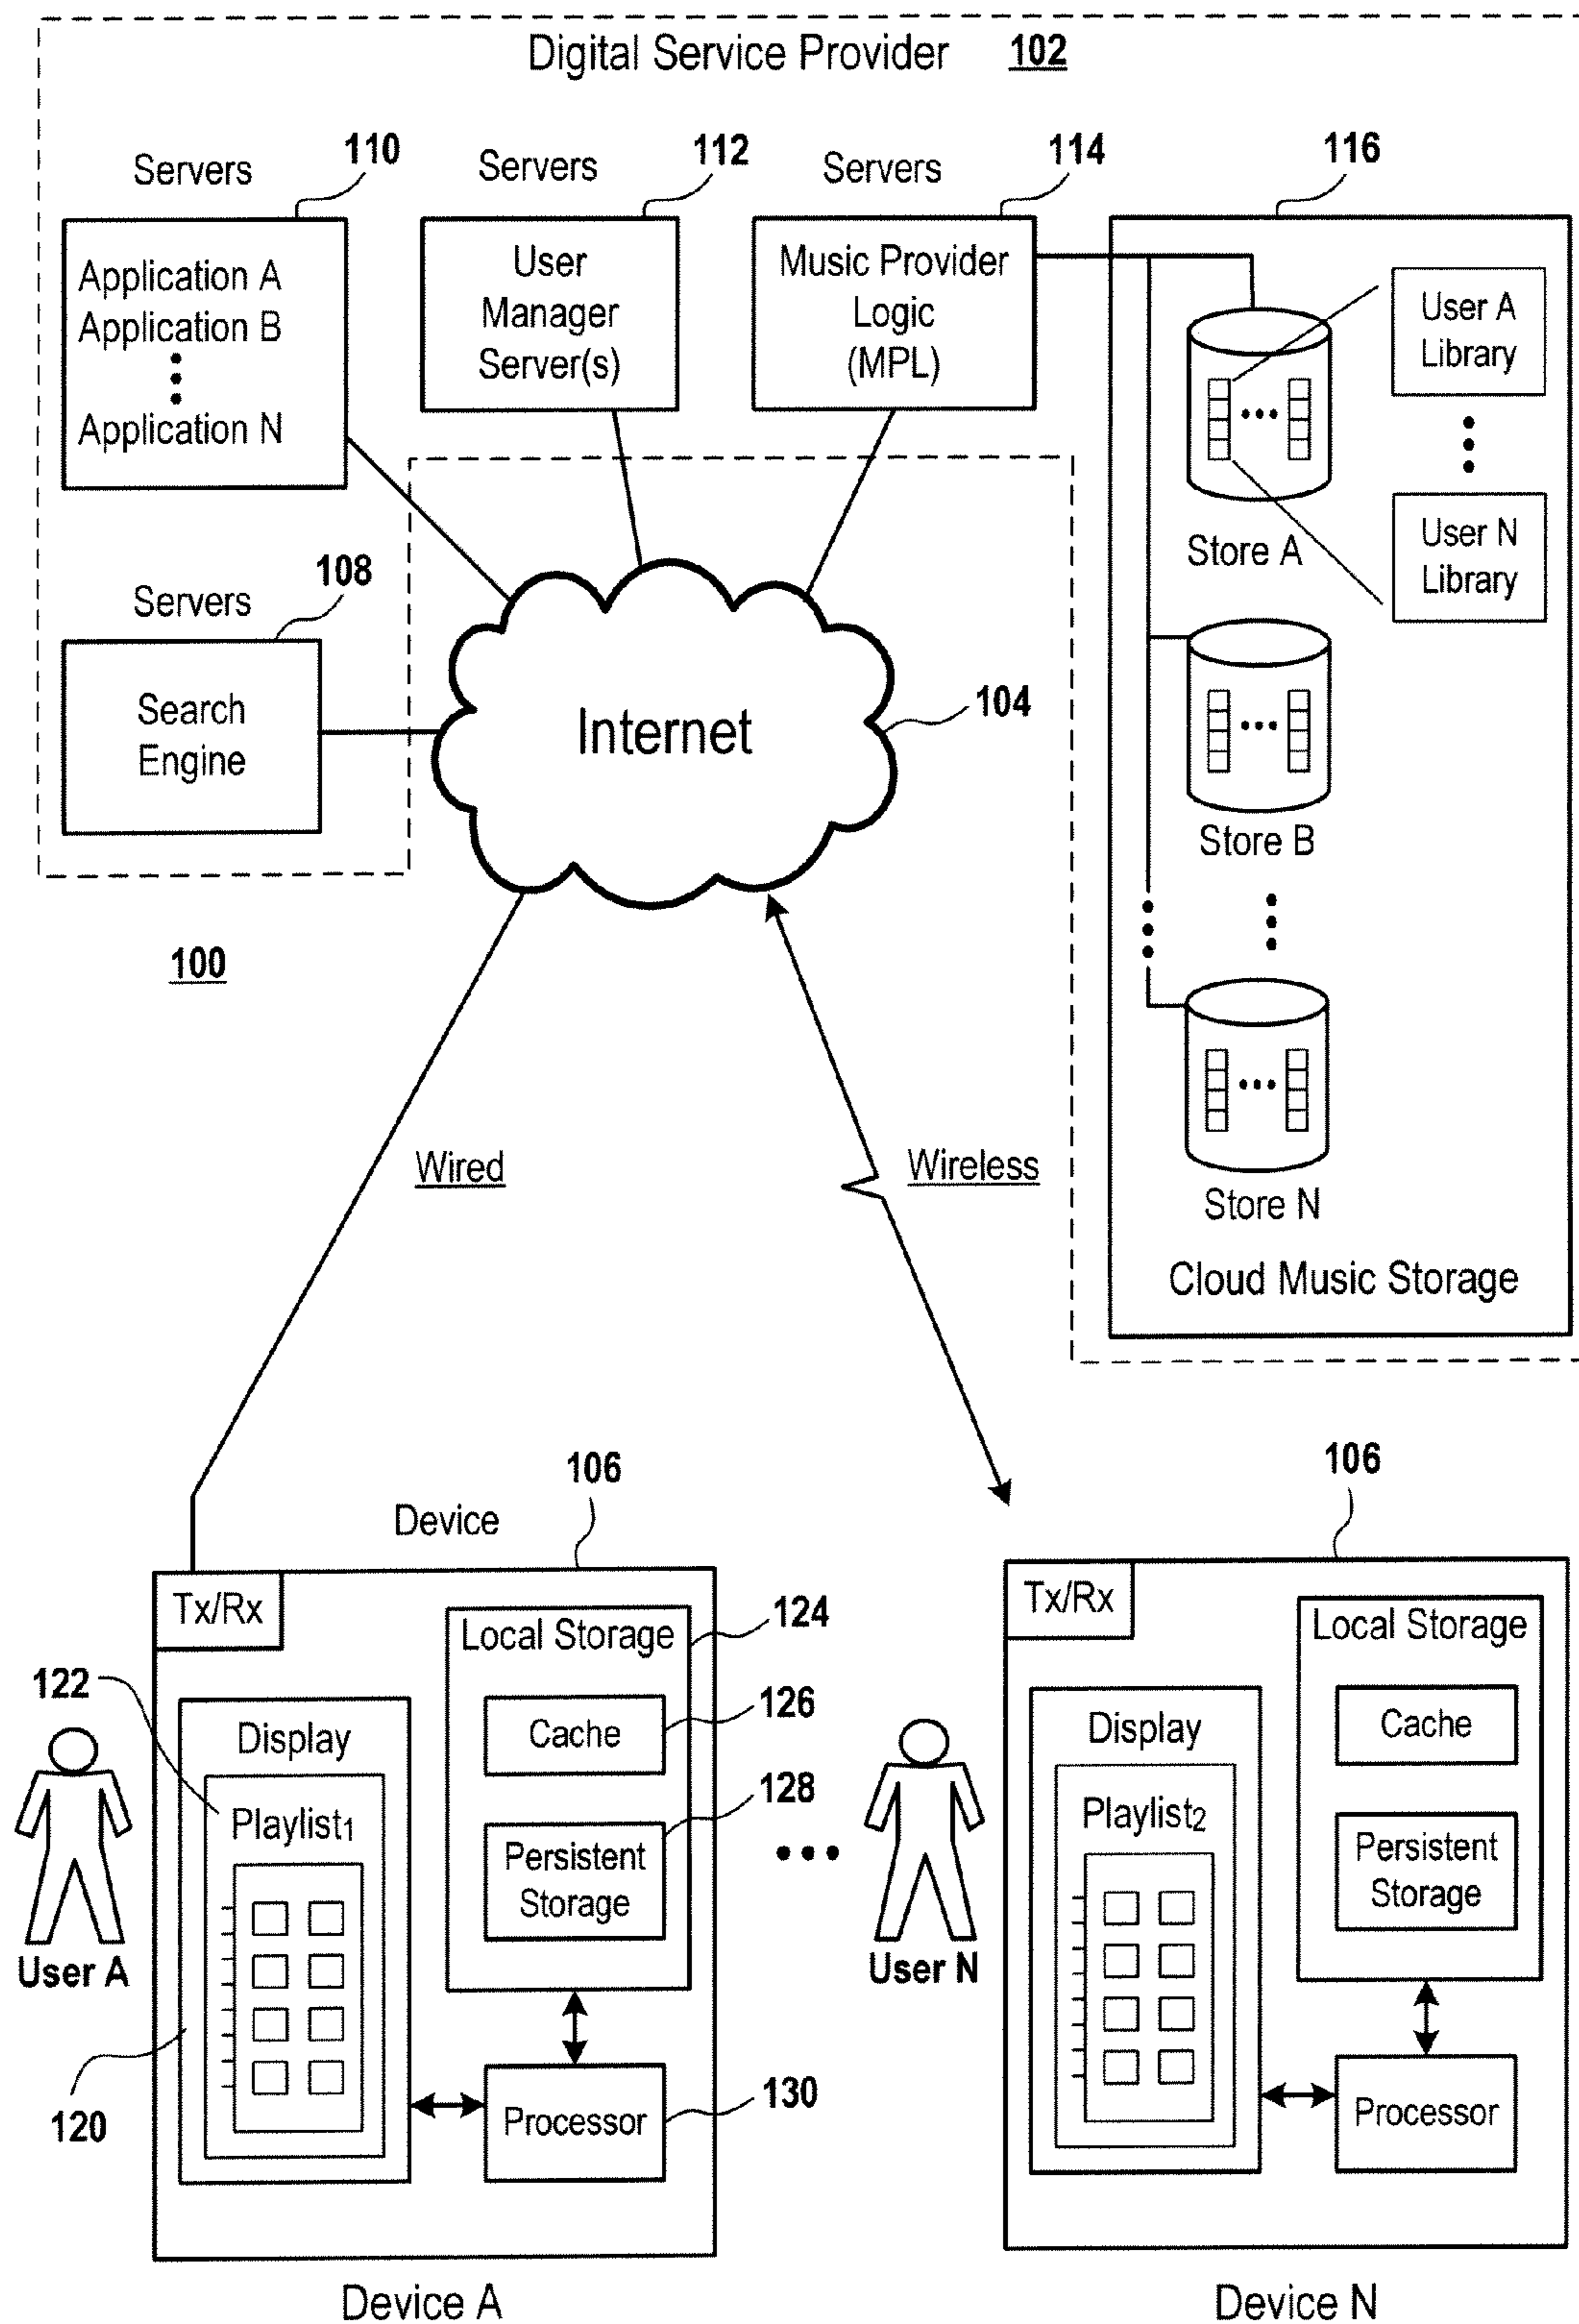 Digital Service Provider 102
Servers 110
Application A
Application B
Application N
Servers 112
User
Manager
Server(s)
Servers 114
Music Provider
Logic
(MPL)
116
User A
Library
User N
Library
Store A
Store B
Store N
Cloud Music Storage
Servers 108
Search
Engine
Internet
104
100
Wired
Wireless
Device 106
Tx/Rx
Local Storage
124
Cache
126
Persistent
Storage
128
122
Display
Playlist1
120
Processor
130
User A
Device A
106
Tx/Rx
Local Storage
Cache
Persistent
Storage
Display
Playlist2
Processor
User N
Device N